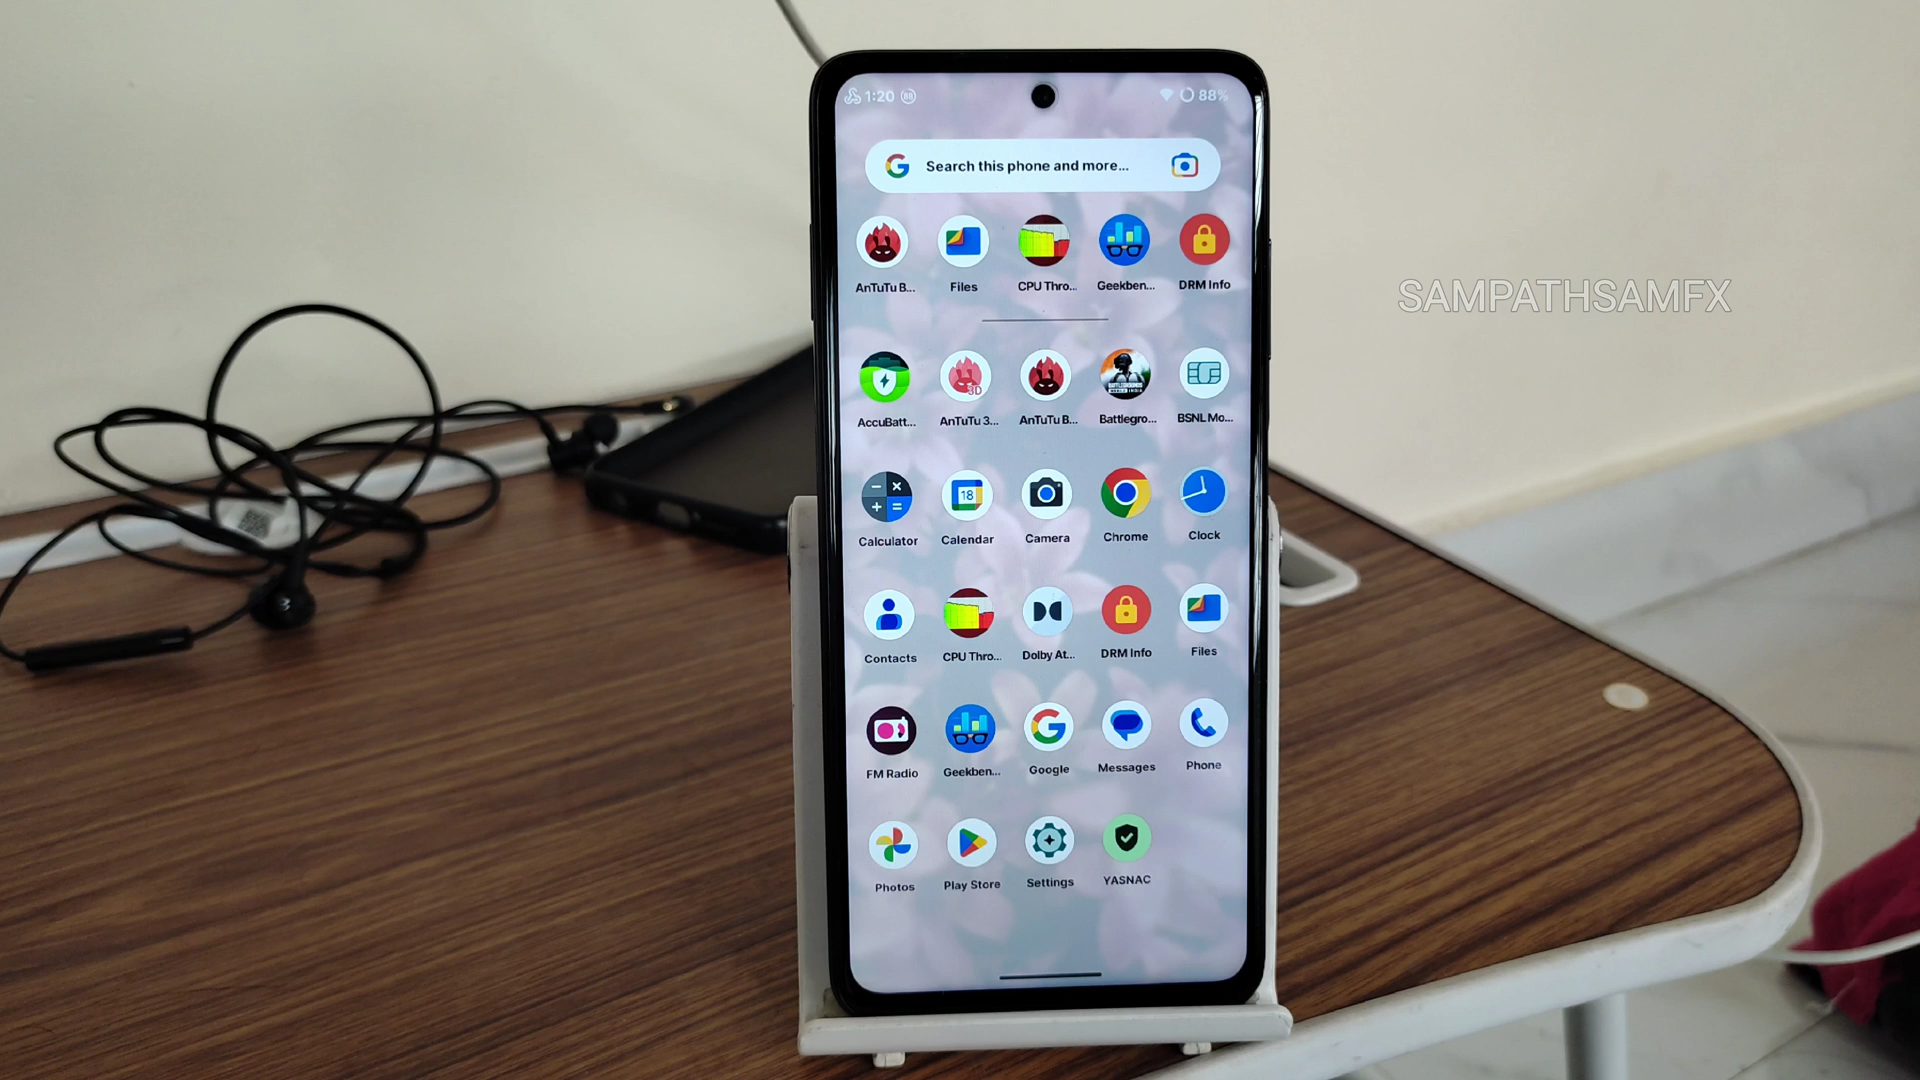 1:20 88%
Search this phone and more...
AnTuTu B... Files CPU Thro... Geekben... DRM Info
SAMPATHSAMFX
AccuBatt... AnTuTu 3... AnTuTu B... Battlegro... BSNL Mo...
Calculator Calendar Camera Chrome Clock
Contacts CPU Thro... Dolby At... DRM Info Files
FM Radio Geekben... Google Messages Phone
Photos Play Store Settings YASNAC